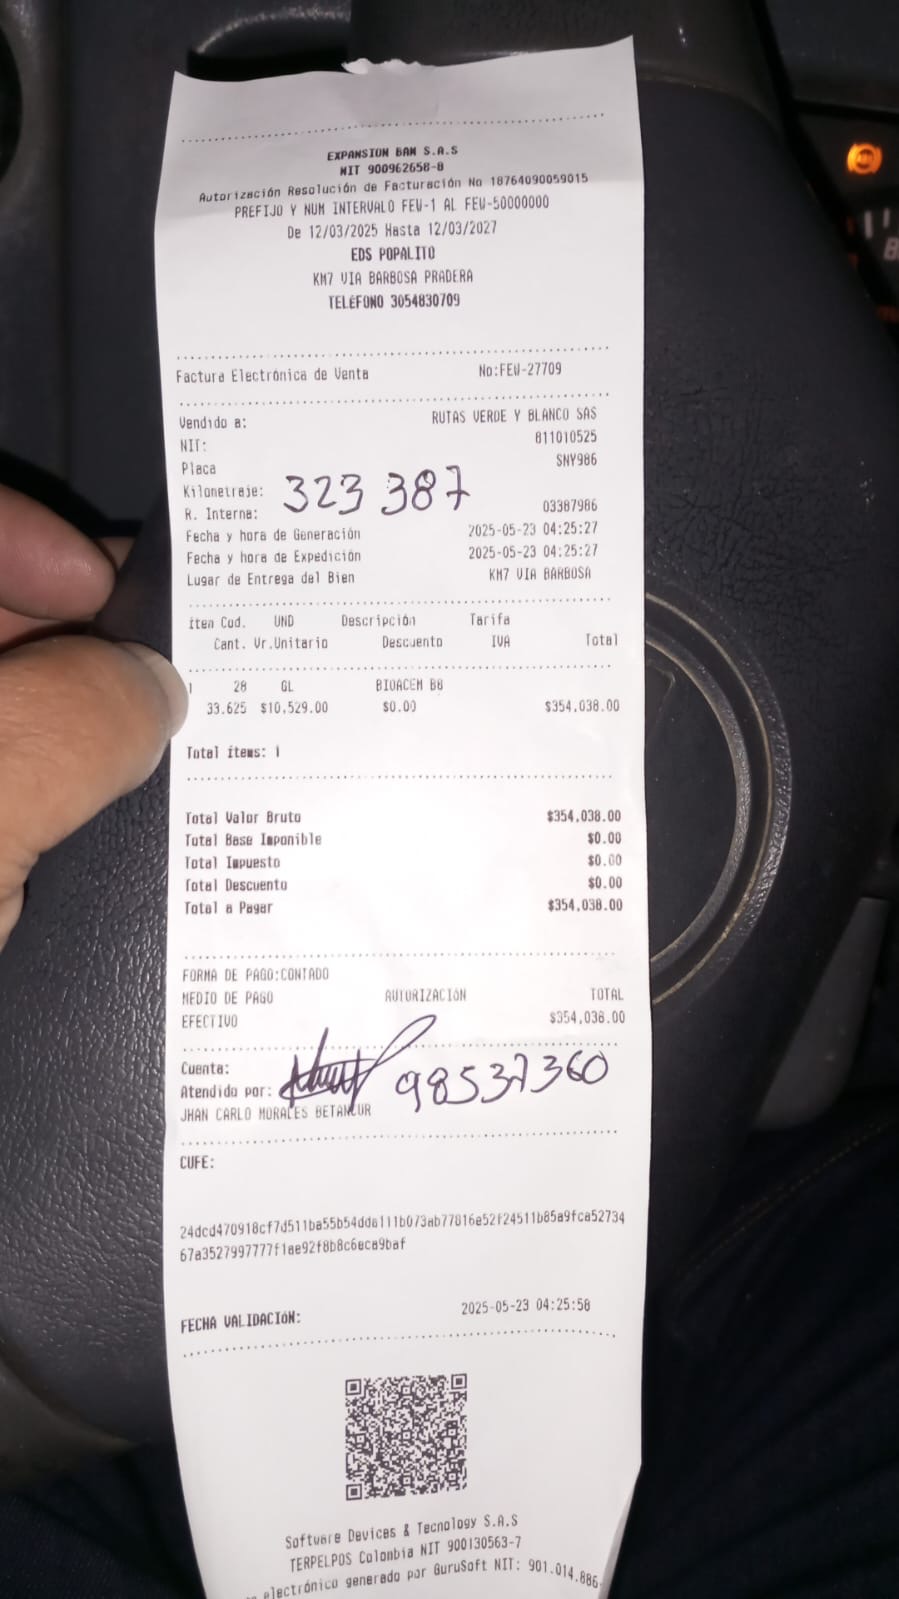 EXPANSION BAM S.A.S
NIT 900962658-8
Autorización Resolución de Facturación No 18764090059015
PREFIJO Y NUM INTERVALO FEW-1 AL FEW-50000000
De 12/03/2025 Hasta 12/03/2027
EDS POPALITO
KM7 VIA BARBOSA PRADERA
TELÉFONO 3054830709
Factura Electrónica de Venta No:FEW-27709
Vendido a: RUTAS VERDE Y BLANCO SAS
NIT: 811010525
Placa SNY986
Kilometraje: 323 387
R. Interna: 03387986
Fecha y hora de Generación 2025-05-23 04:25:27
Fecha y hora de Expedición 2025-05-23 04:25:27
Lugar de Entrega del Bien KM7 VIA BARBOSA
Ítem Cod. UND Descripción Tarifa
Cant. Vr.Unitario Descuento IVA Total
1 28 GL BIOACEM B8
33.625 $10,529.00 $0.00 $354,038.00
Total ítems: 1
Total Valor Bruto $354,038.00
Total Base Imponible $0.00
Total Impuesto $0.00
Total Descuento $0.00
Total a Pagar $354,038.00
FORMA DE PAGO:CONTADO
MEDIO DE PAGO AUTORIZACIÓN TOTAL
EFECTIVO $354,038.00
Cuenta:
Atendido por: 98537360
JHAN CARLO MORALES BETANCUR
CUFE:
24dcd470918cf7d511ba55b54dda111b073ab77816e52f24511b85a9fca52734
67a3527997777f1ae92f8b8c6eca9baf
FECHA VALIDACIÓN: 2025-05-23 04:25:58
Software Devices & Tecnology S.A.S
TERPELPOS Colombia NIT 900130563-7
electrónico generado por GuruSoft NIT: 901.014.886